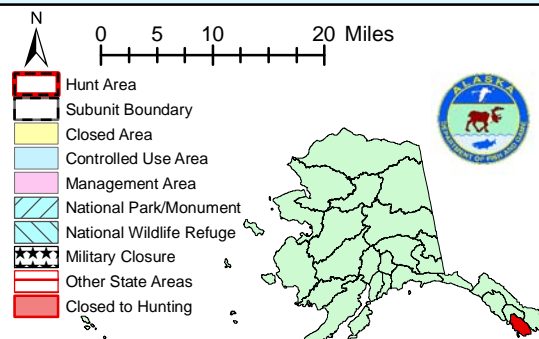 N
0 5 10 20 Miles
Hunt Area
Subunit Boundary
Closed Area
Controlled Use Area
Management Area
National Park/Monument
National Wildlife Refuge
Military Closure
Other State Areas
Closed to Hunting
ALASKA
DEPARTMENT OF FISH AND GAME